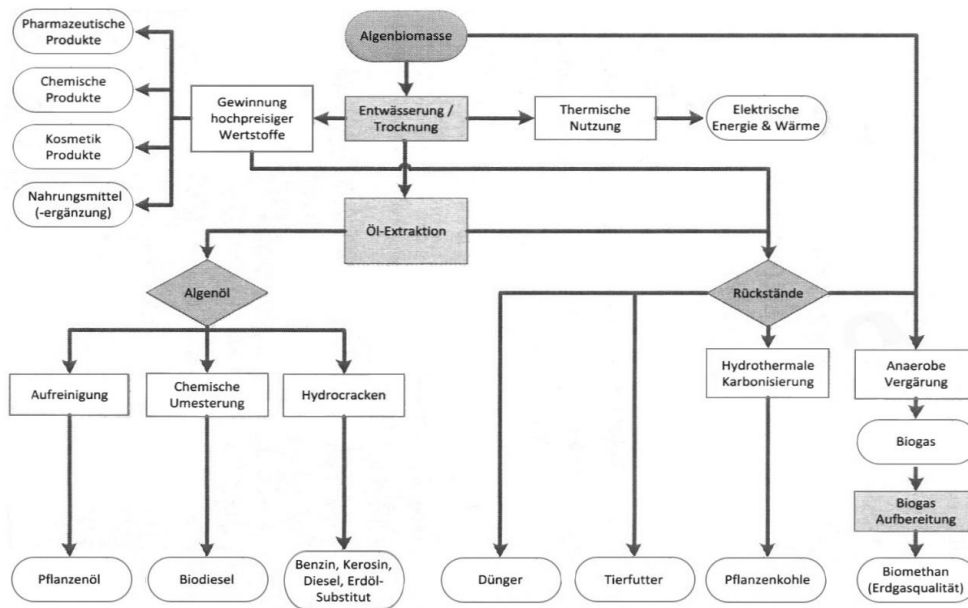 Pharmazeutische
Produkte
Algenbiomasse
Chemische
Produkte
Gewinnung
hochpreisiger
Wertstoffe
Entwässerung /
Trocknung
Thermische
Nutzung
Elektrische
Energie & Wärme
Kosmetik
Produkte
Nahrungsmittel
(-ergänzung)
Öl-Extraktion
Algenöl
Rückstände
Aufreinigung
Chemische
Umesterung
Hydrocracken
Hydrothermale
Karbonisierung
Anaerobe
Vergärung
Biogas
Biogas
Aufbereitung
Pflanzenöl
Biodiesel
Benzin, Kerosin,
Diesel, Erdöl-
Substitut
Dünger
Tierfutter
Pflanzenkohle
Biomethan
(Erdgasqualität)